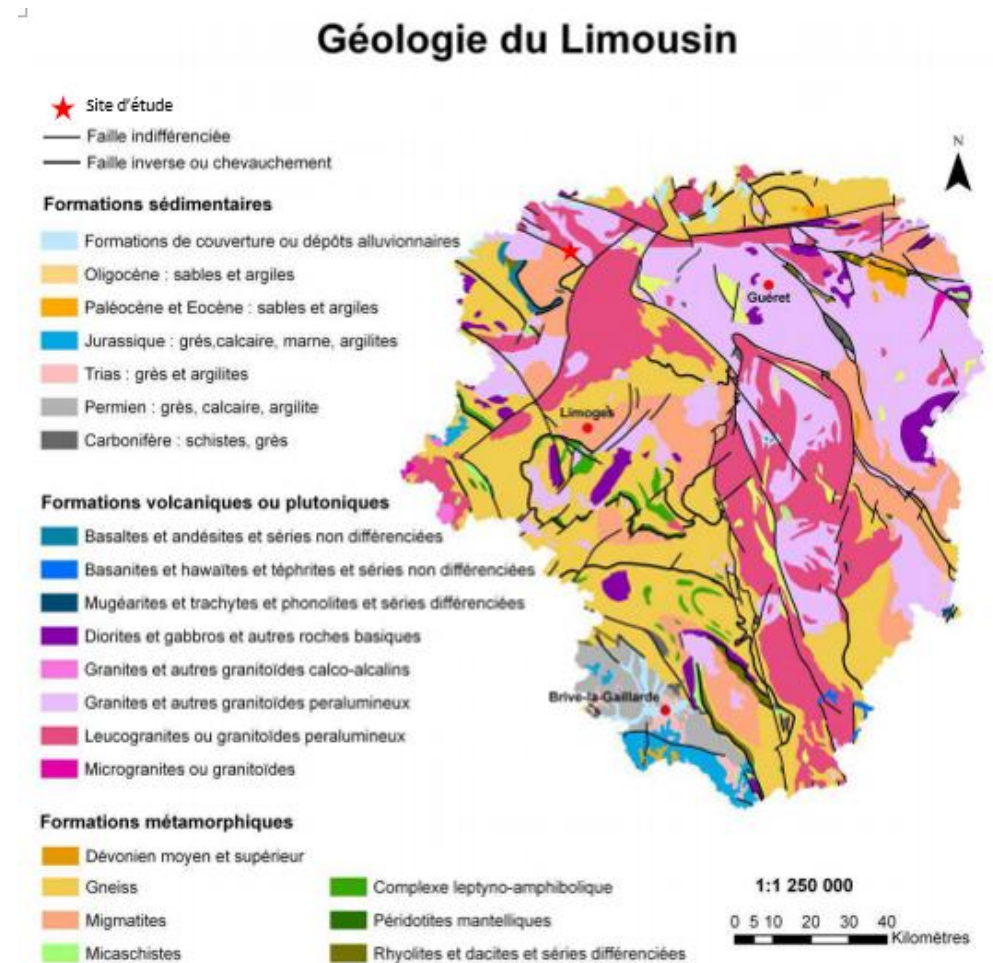 Géologie du Limousin
Site d'étude
Faille indifférenciée
Faille inverse ou chevauchement
N
Formations sédimentaires
Formations de couverture ou dépôts alluvionnaires
Oligocène : sables et argiles
Paléocène et Eocène : sables et argiles
Jurassique : grés,calcaire, marne, argilites
Trias : grès et argilites
Permien : grès, calcaire, argilite
Carbonifère : schistes, grès
Guéret
Limoges
Formations volcaniques ou plutoniques
Basaltes et andésites et séries non différenciées
Basanites et hawaïtes et téphrites et séries non différenciées
Mugéarites et trachytes et phonolites et séries différenciées
Diorites et gabbros et autres roches basiques
Granites et autres granitoïdes calco-alcalins
Granites et autres granitoïdes peralumineux
Leucogranites ou granitoïdes peralumineux
Microgranites ou granitoïdes
Brive-la-Gaillarde
Formations métamorphiques
Dévonien moyen et supérieur
Gneiss
Migmatites
Micaschistes
Complexe leptyno-amphibolique
Péridotites mantelliques
Rhyolites et dacites et séries différenciées
1:1 250 000
0 5 10 20 30 40
Kilomètres